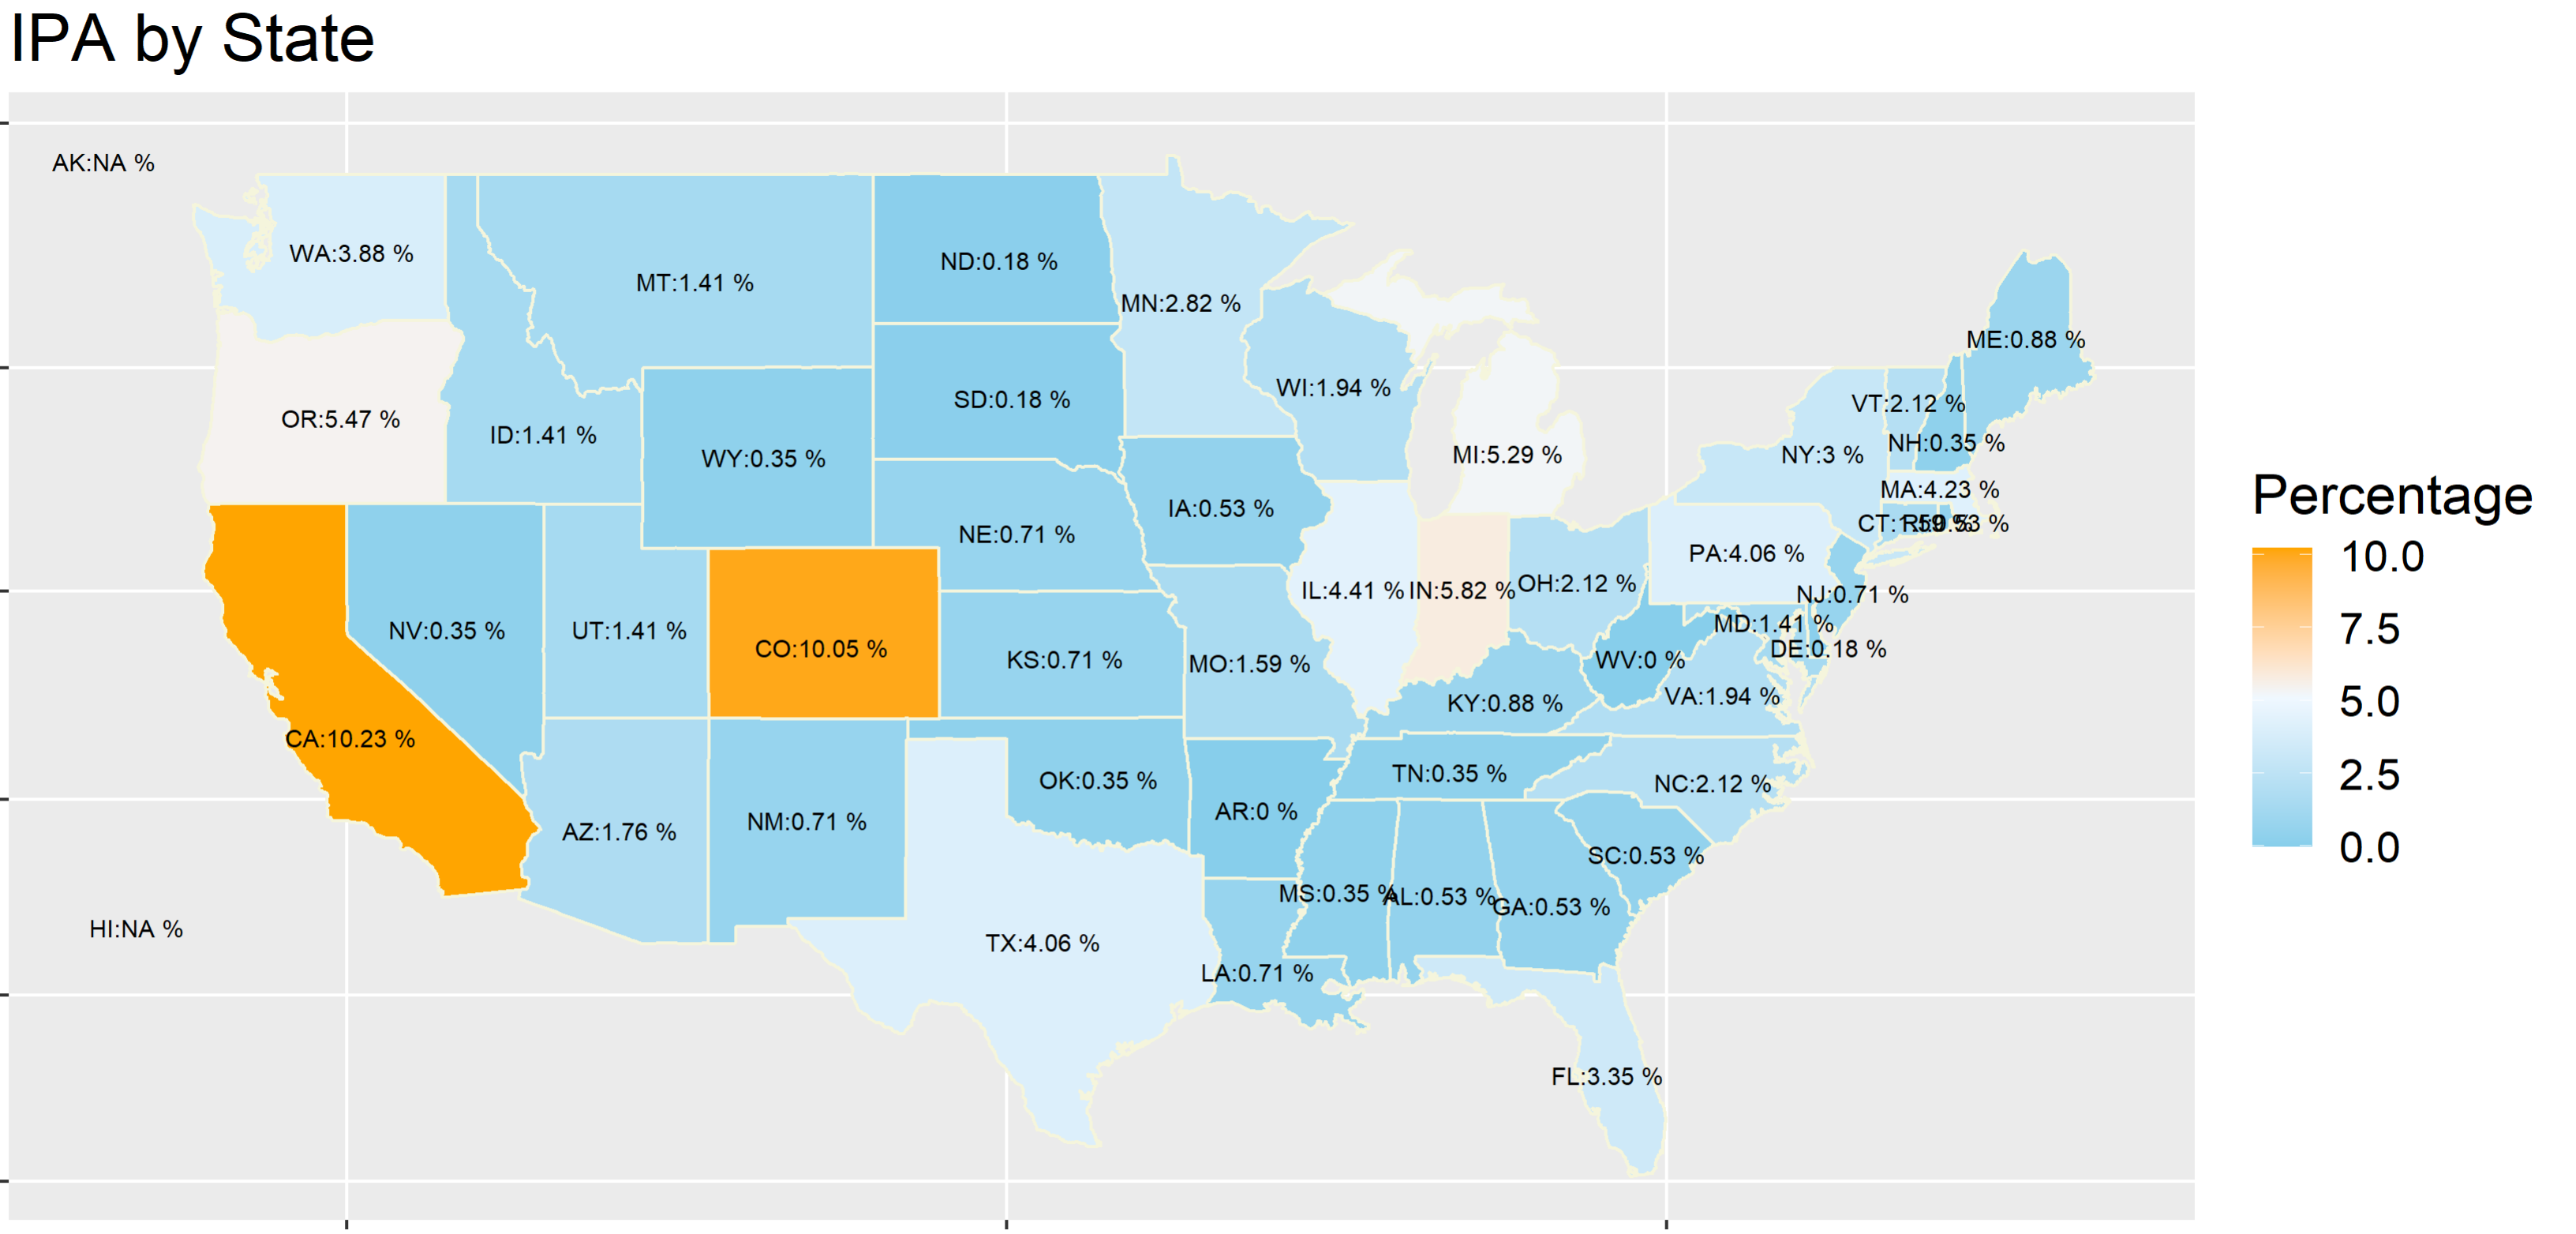 IPA by State
AK:NA %
WA:3.88 %
MT:1.41 %
ND:0.18 %
MN:2.82 %
ME:0.88 %
OR:5.47 %
ID:1.41 %
WY:0.35 %
SD:0.18 %
WI:1.94 %
MI:5.29 %
VT:2.12 %
NH:0.35 %
NY:3 %
MA:4.23 %
CT:1.59 %
RI:0.53 %
IA:0.53 %
NE:0.71 %
PA:4.06 %
IL:4.41 %
IN:5.82 %
OH:2.12 %
NJ:0.71 %
MD:1.41 %
DE:0.18 %
NV:0.35 %
UT:1.41 %
CO:10.05 %
KS:0.71 %
MO:1.59 %
WV:0 %
KY:0.88 %
VA:1.94 %
CA:10.23 %
OK:0.35 %
TN:0.35 %
NC:2.12 %
AZ:1.76 %
NM:0.71 %
AR:0 %
SC:0.53 %
MS:0.35 %
AL:0.53 %
GA:0.53 %
HI:NA %
TX:4.06 %
LA:0.71 %
FL:3.35 %
Percentage
10.0
7.5
5.0
2.5
0.0